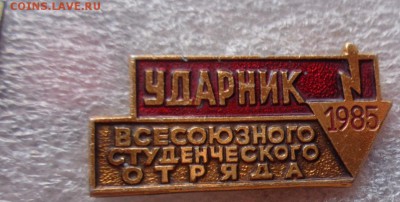 COINS.LAVE.RU
УДАРНИК
1985
ВСЕСОЮЗНОГО
СТУДЕНЧЕСКОГО
ОТРЯДА